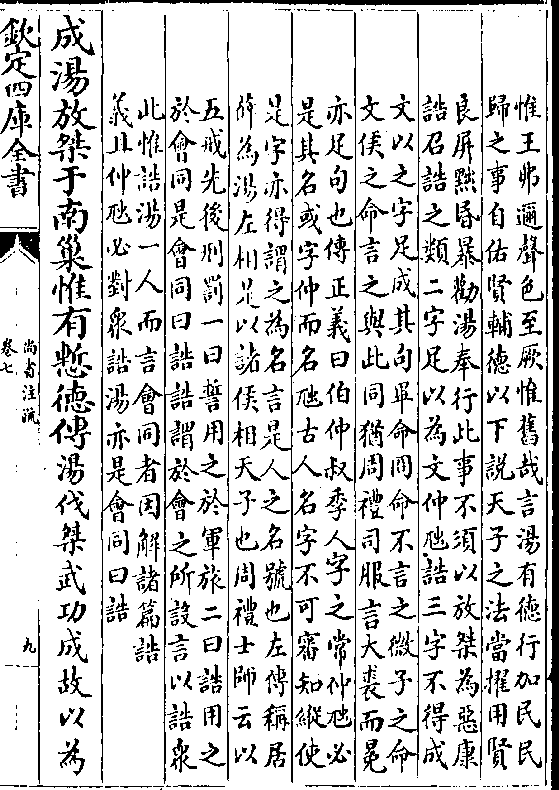 惟王弗邇聲色至厥惟舊哉言湯有德行加民民
歸之事自佑賢輔德以下説天子之法當擢用賢
良屏黜昏暴勸湯奉行此事不須以放桀為惡康
誥召誥之類二字足以為文仲虺誥三字不得成
文以之字足成其句畢命冏命不言之微子之命
文侯之命言之與此同猶周禮司服言大裘而冕
亦足句也傳正義曰伯仲叔季人字之常仲虺必
是其名或字仲而名虺古人名字不可審知縱使
是字亦得謂之為名言是人之名號也左傳稱居
薛為湯左相是以諸侯相天子也周禮士師云以
五戒先後刑罰一曰誓用之於軍旅二曰誥用之
於會同是會同曰誥誥謂於會之所設言以誥衆
此惟誥湯一人而言會同者因解諸篇誥
義且仲虺必對衆誥湯亦是會同曰誥
成湯放桀于南巢惟有慙德傳湯伐桀武功成故以為
欽定四庫全書
尚書注疏
卷七
九